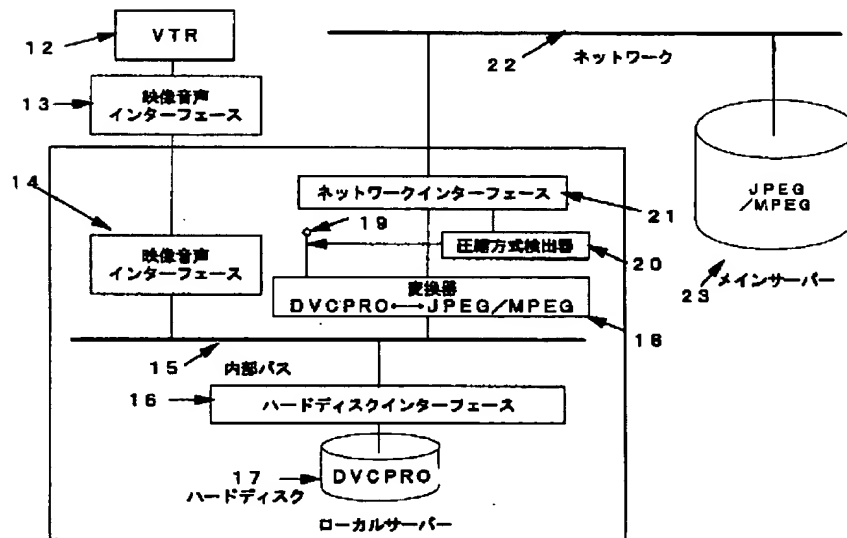 12
VTR
22
ネットワーク
13
映像音声
インターフェース
JPEG
/MPEG
14
ネットワークインターフェース
21
19
映像音声
インターフェース
圧縮方式検出器
20
メインサーバー
23
変換器
DVCPRO←→JPEG/MPEG
18
15
内部バス
16
ハードディスクインターフェース
17
ハードディスク
DVCPRO
ローカルサーバー